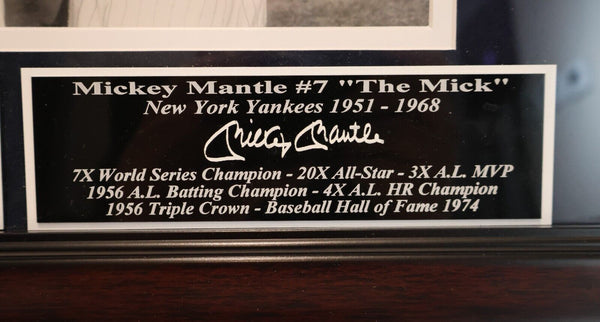 Mickey Mantle #7 "The Mick"
New York Yankees 1951 - 1968
Mickey Mantle
7X World Series Champion - 20X All-Star - 3X A.L. MVP
1956 A.L. Batting Champion - 4X A.L. HR Champion
1956 Triple Crown - Baseball Hall of Fame 1974